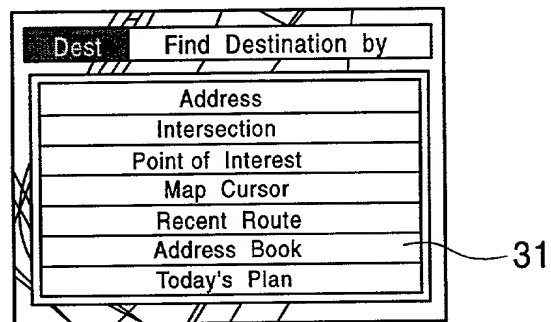 Dest Find Destination by
Address
Intersection
Point of Interest
Map Cursor
Recent Route
Address Book
31
Today's Plan